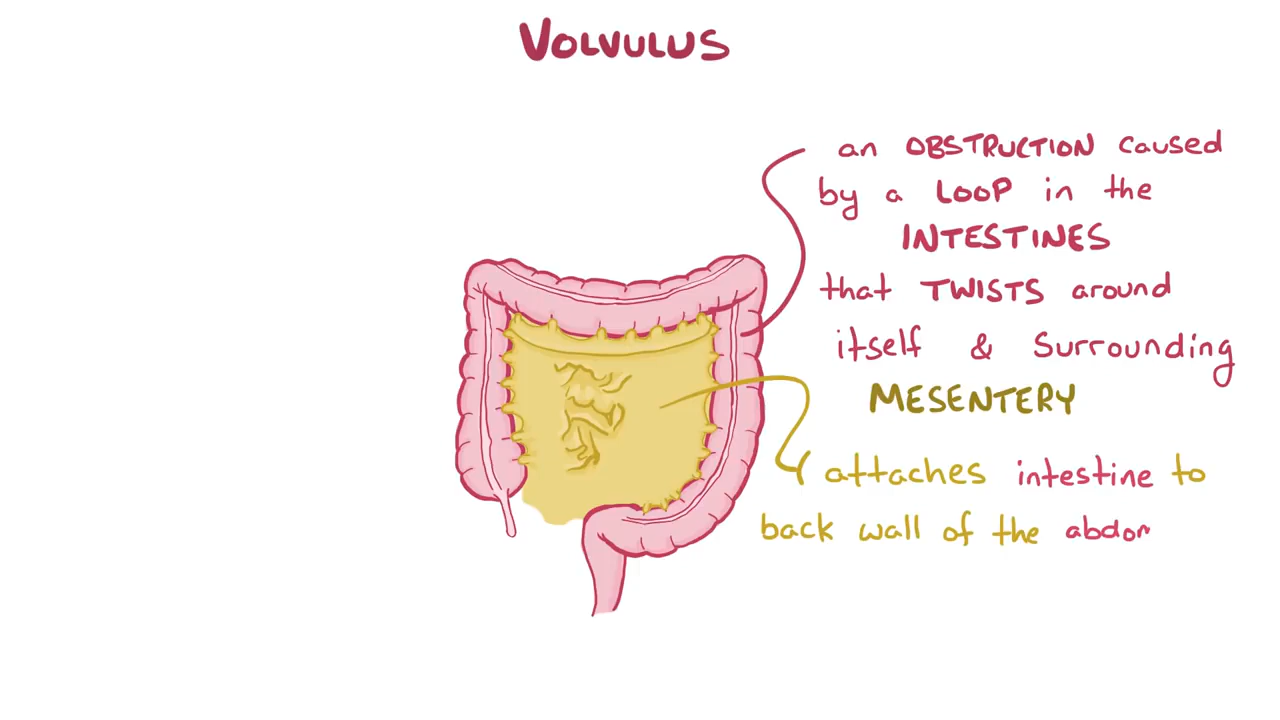 VOLVULUS
an OBSTRUCTION caused
by a LOOP in the
INTESTINES
that TWISTS around
itself & surrounding
MESENTERY
attaches intestine to
back wall of the abdom